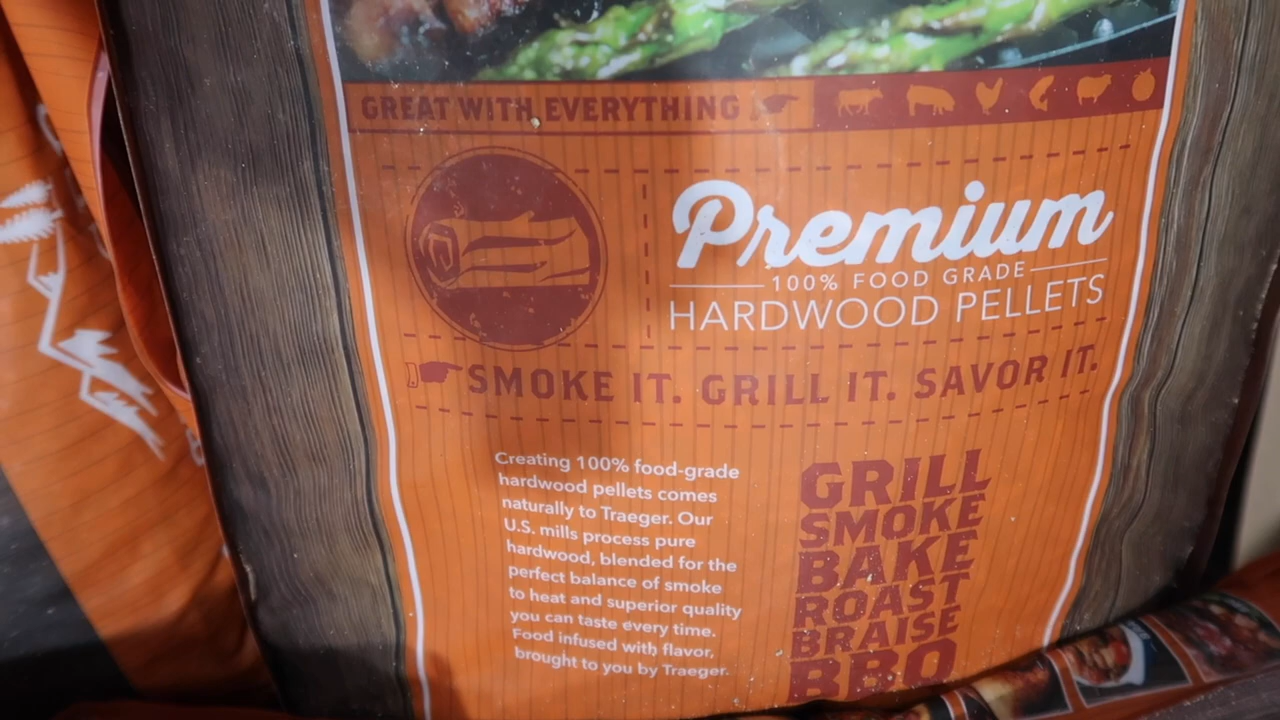 GREAT WITH EVERYTHING
Premium
100% FOOD GRADE
HARDWOOD PELLETS
SMOKE IT. GRILL IT. SAVOR IT.
Creating 100% food-grade
hardwood pellets comes
naturally to Traeger. Our
U.S. mills process pure
hardwood, blended for the
perfect balance of smoke
to heat and superior quality
you can taste every time.
Food infused with flavor,
brought to you by Traeger.
GRILL
SMOKE
BAKE
ROAST
BRAISE
BBQ